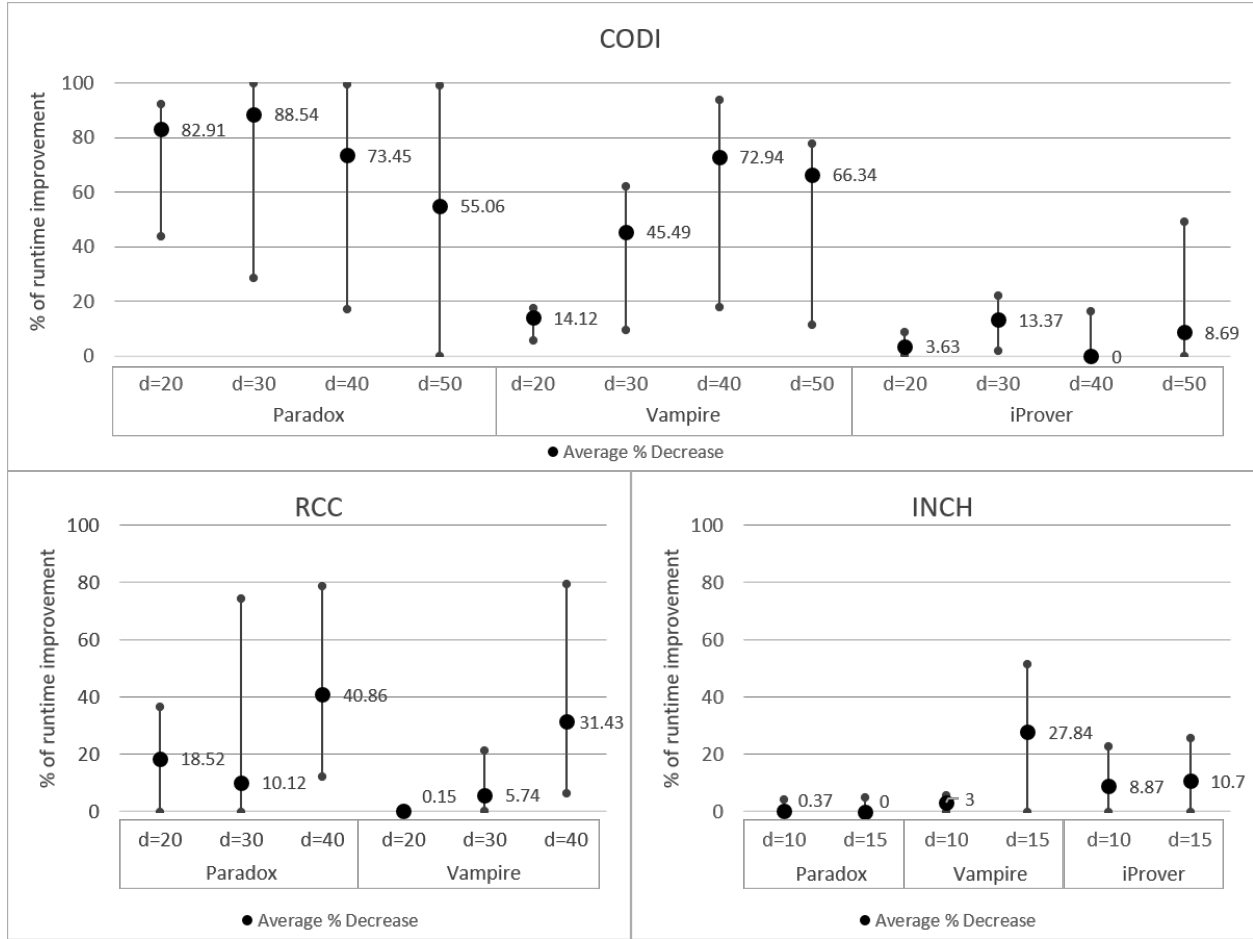 CODI
% of runtime improvement
100
80
60
40
20
0
82.91
88.54
73.45
55.06
14.12
45.49
72.94
66.34
3.63
13.37
0
8.69
d=20 d=30 d=40 d=50 d=20 d=30 d=40 d=50 d=20 d=30 d=40 d=50
Paradox Vampire iProver
Average % Decrease
RCC
% of runtime improvement
100
80
60
40
20
0
18.52
10.12
40.86
0.15
5.74
31.43
d=20 d=30 d=40 d=20 d=30 d=40
Paradox Vampire
Average % Decrease
INCH
% of runtime improvement
100
80
60
40
20
0
0.37
0
3
27.84
8.87
10.7
d=10 d=15 d=10 d=15 d=10 d=15
Paradox Vampire iProver
Average % Decrease